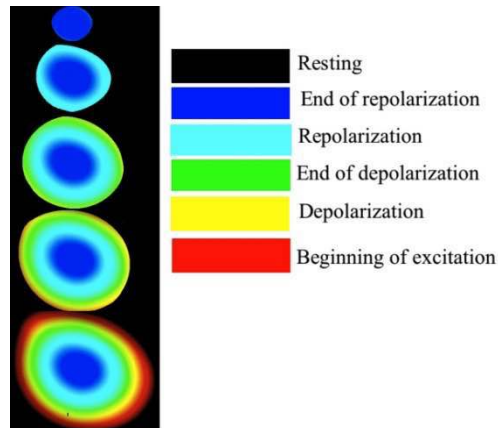 Resting
End of repolarization
Repolarization
End of depolarization
Depolarization
Beginning of excitation